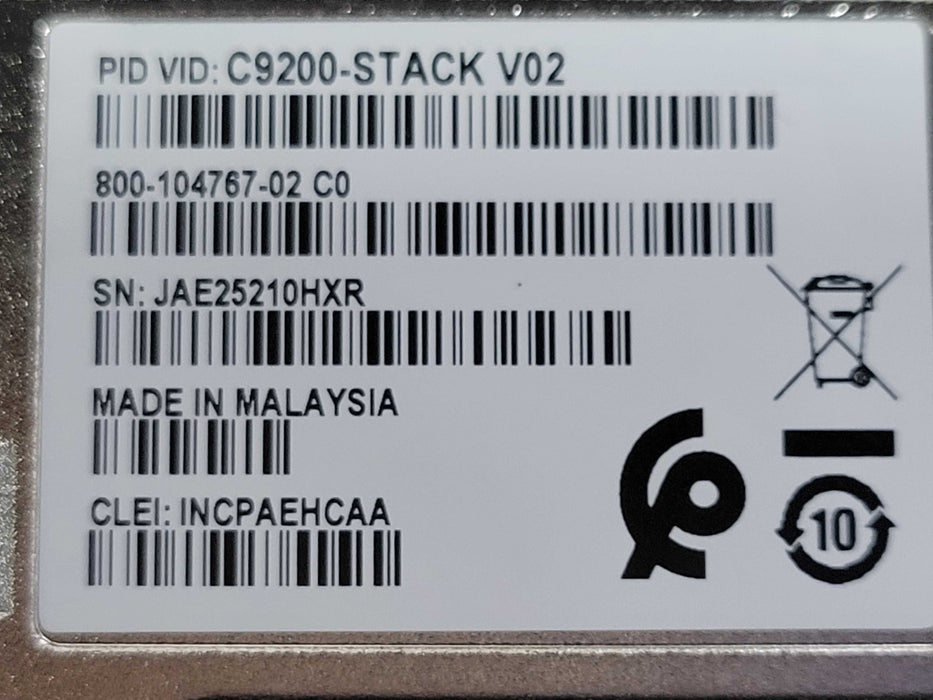 PID VID: C9200-STACK V02
800-104767-02 C0
SN: JAE25210HXR
MADE IN MALAYSIA
CLEI: INCPAEHCAA
10